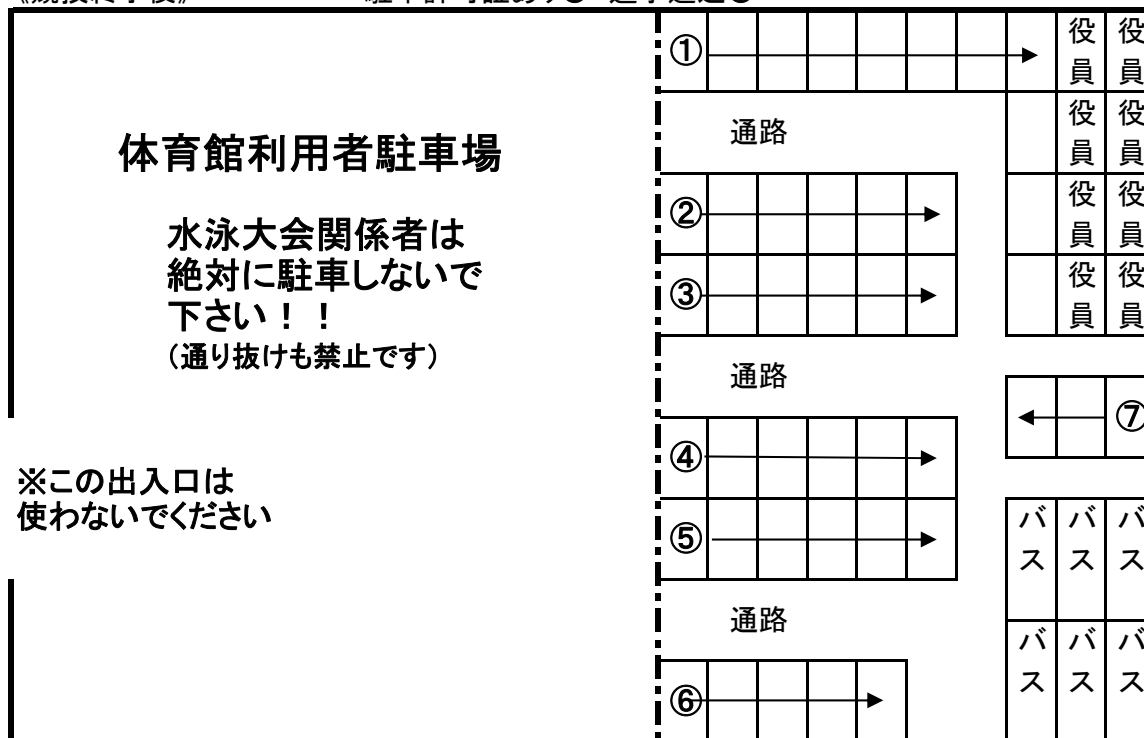 ①
役 役
員 員
通路
役 役
員 員
体育館利用者駐車場
②
役 役
員 員
水泳大会関係者は
絶対に駐車しないで
下さい！！
（通り抜けも禁止です）
③
役 役
員 員
通路
⑦
④
※この出入口は
使わないでください
⑤
バ バ バ
ス ス ス
通路
バ バ バ
ス ス ス
⑥